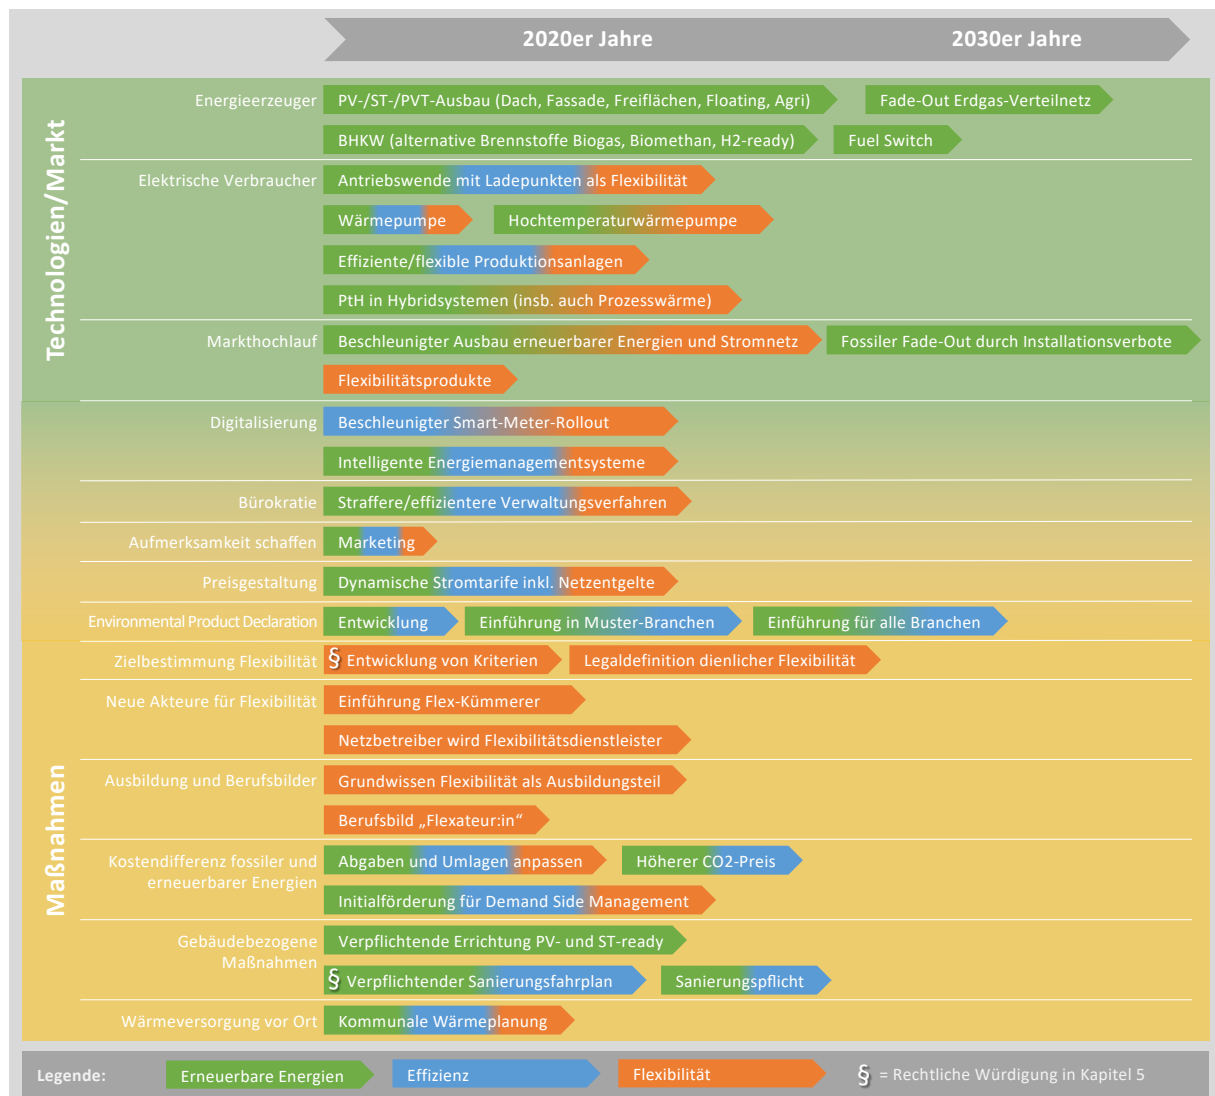 2020er Jahre
2030er Jahre
Technologien/Markt
Energieerzeuger
PV-/ST-/PVT-Ausbau (Dach, Fassade, Freiflächen, Floating, Agri)
Fade-Out Erdgas-Verteilnetz
BHKW (alternative Brennstoffe Biogas, Biomethan, H2-ready)
Fuel Switch
Elektrische Verbraucher
Antriebswende mit Ladepunkten als Flexibilität
Wärmepumpe
Hochtemperaturwärmepumpe
Effiziente/flexible Produktionsanlagen
PtH in Hybridsystemen (insb. auch Prozesswärme)
Markthochlauf
Beschleunigter Ausbau erneuerbarer Energien und Stromnetz
Fossiler Fade-Out durch Installationsverbote
Flexibilitätsprodukte
Digitalisierung
Beschleunigter Smart-Meter-Rollout
Intelligente Energiemanagementsysteme
Bürokratie
Straffere/effizientere Verwaltungsverfahren
Aufmerksamkeit schaffen
Marketing
Preisgestaltung
Dynamische Stromtarife inkl. Netzentgelte
Environmental Product Declaration
Entwicklung
Einführung in Muster-Branchen
Einführung für alle Branchen
Maßnahmen
Zielbestimmung Flexibilität
§ Entwicklung von Kriterien
Legaldefinition dienlicher Flexibilität
Neue Akteure für Flexibilität
Einführung Flex-Kümmerer
Netzbetreiber wird Flexibilitätsdienstleister
Ausbildung und Berufsbilder
Grundwissen Flexibilität als Ausbildungsteil
Berufsbild „Flexateur:in“
Kostendifferenz fossiler und
erneuerbarer Energien
Abgaben und Umlagen anpassen
Höherer CO2-Preis
Initialförderung für Demand Side Management
Gebäudebezogene
Maßnahmen
Verpflichtende Errichtung PV- und ST-ready
§ Verpflichtender Sanierungsfahrplan
Sanierungspflicht
Wärmeversorgung vor Ort
Kommunale Wärmeplanung
Legende:
Erneuerbare Energien
Effizienz
Flexibilität
§ = Rechtliche Würdigung in Kapitel 5